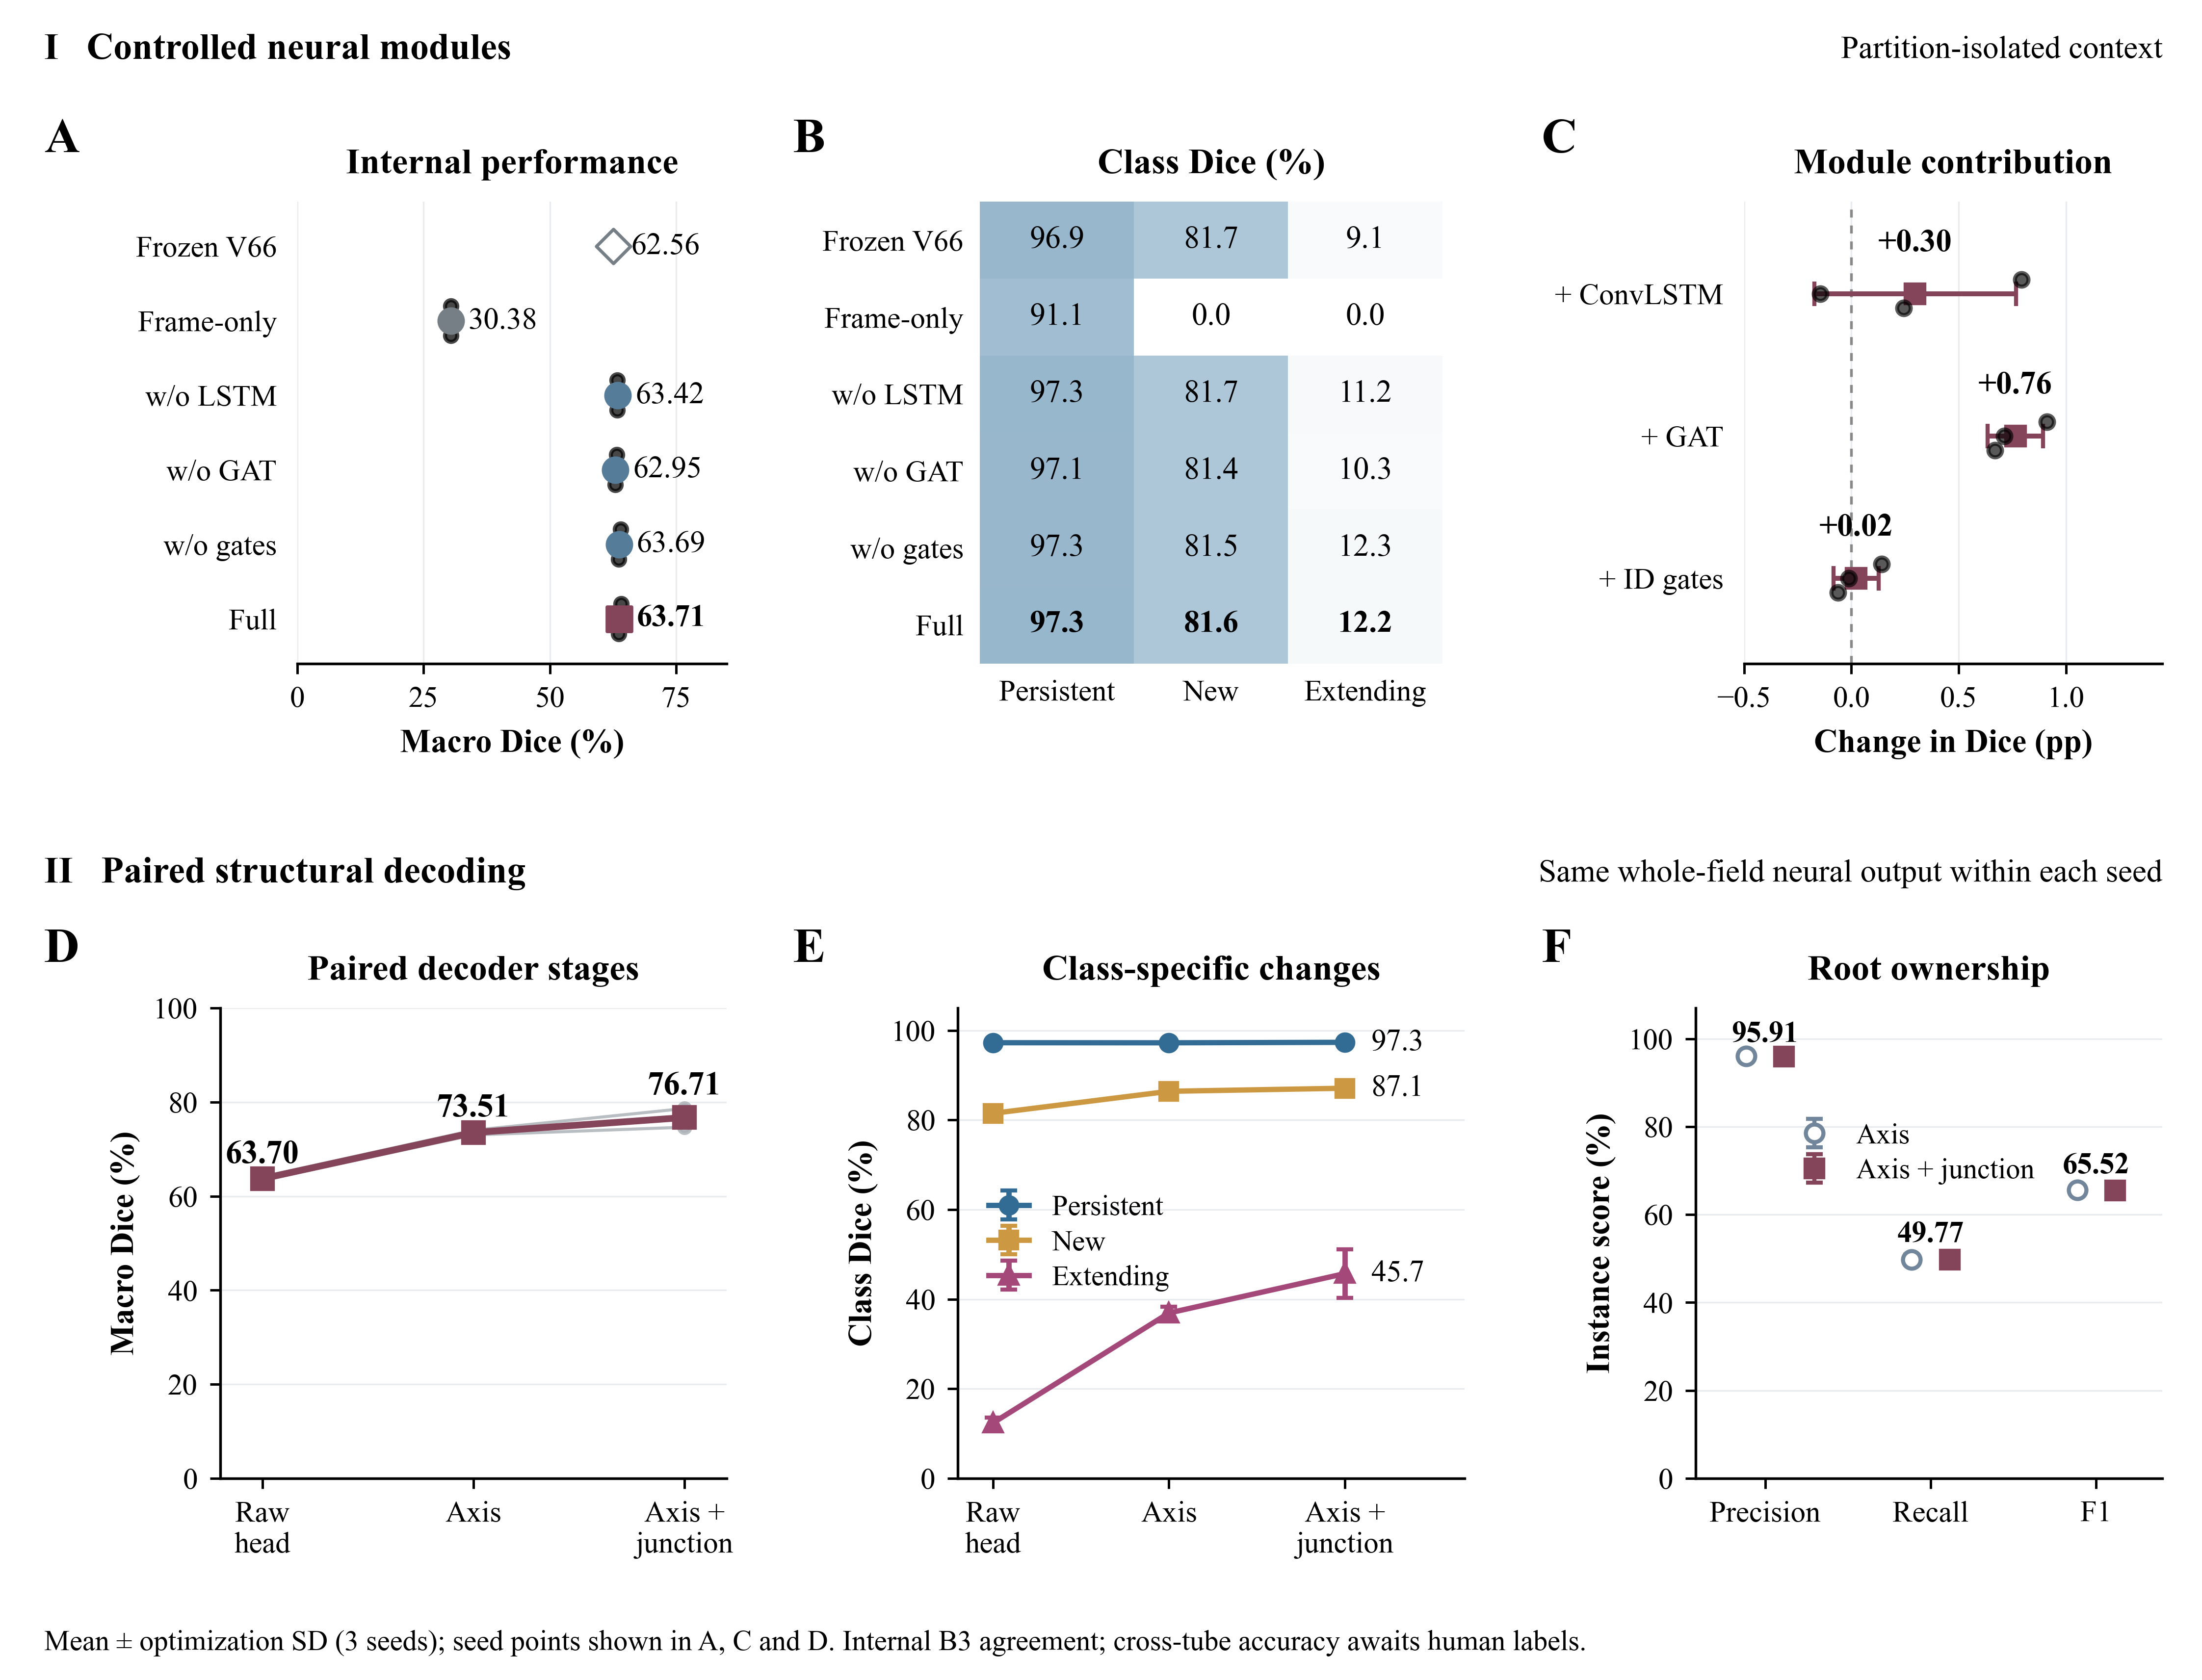 I Controlled neural modules
Partition-isolated context
A
Internal performance
Frozen V66
62.56
Frame-only
30.38
w/o LSTM
63.42
w/o GAT
62.95
w/o gates
63.69
Full
63.71
0 25 50 75
Macro Dice (%)
B
Class Dice (%)
Frozen V66 96.9 81.7 9.1
Frame-only 91.1 0.0 0.0
w/o LSTM 97.3 81.7 11.2
w/o GAT 97.1 81.4 10.3
w/o gates 97.3 81.5 12.3
Full 97.3 81.6 12.2
Persistent New Extending
C
Module contribution
+0.30
+ ConvLSTM
+0.76
+ GAT
+0.02
+ ID gates
−0.5 0.0 0.5 1.0
Change in Dice (pp)
II Paired structural decoding
Same whole-field neural output within each seed
D
Paired decoder stages
Macro Dice (%)
100
80
60
40
20
0
63.70
73.51
76.71
Raw head
Axis
Axis + junction
E
Class-specific changes
Class Dice (%)
100
80
60
40
20
0
97.3
87.1
45.7
Persistent
New
Extending
Raw head
Axis
Axis + junction
F
Root ownership
Instance score (%)
100
80
60
40
20
0
95.91
49.77
65.52
Axis
Axis + junction
Precision Recall F1
Mean ± optimization SD (3 seeds); seed points shown in A, C and D. Internal B3 agreement; cross-tube accuracy awaits human labels.